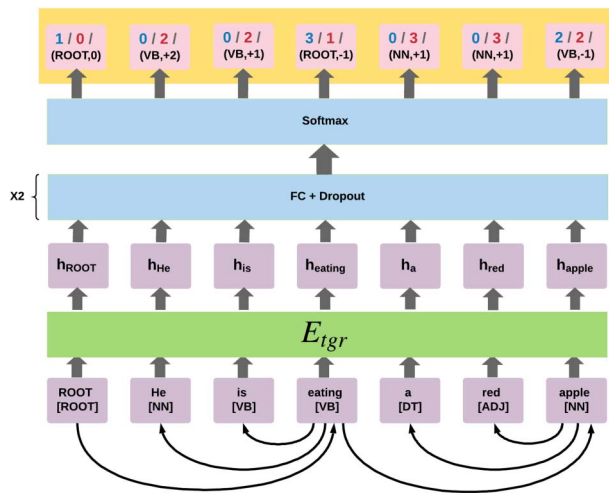 1 / 0 / 0 / 2 / 0 / 2 / 3 / 1 / 0 / 3 / 0 / 3 / 2 / 2 /
(ROOT,0) (VB,+2) (VB,+1) (ROOT,-1) (NN,+1) (NN,+1) (VB,-1)
Softmax
X2 FC + Dropout
hROOT hHe his heating ha hred happle
Etgr
ROOT He is eating a red apple
[ROOT] [NN] [VB] [VB] [DT] [ADJ] [NN]